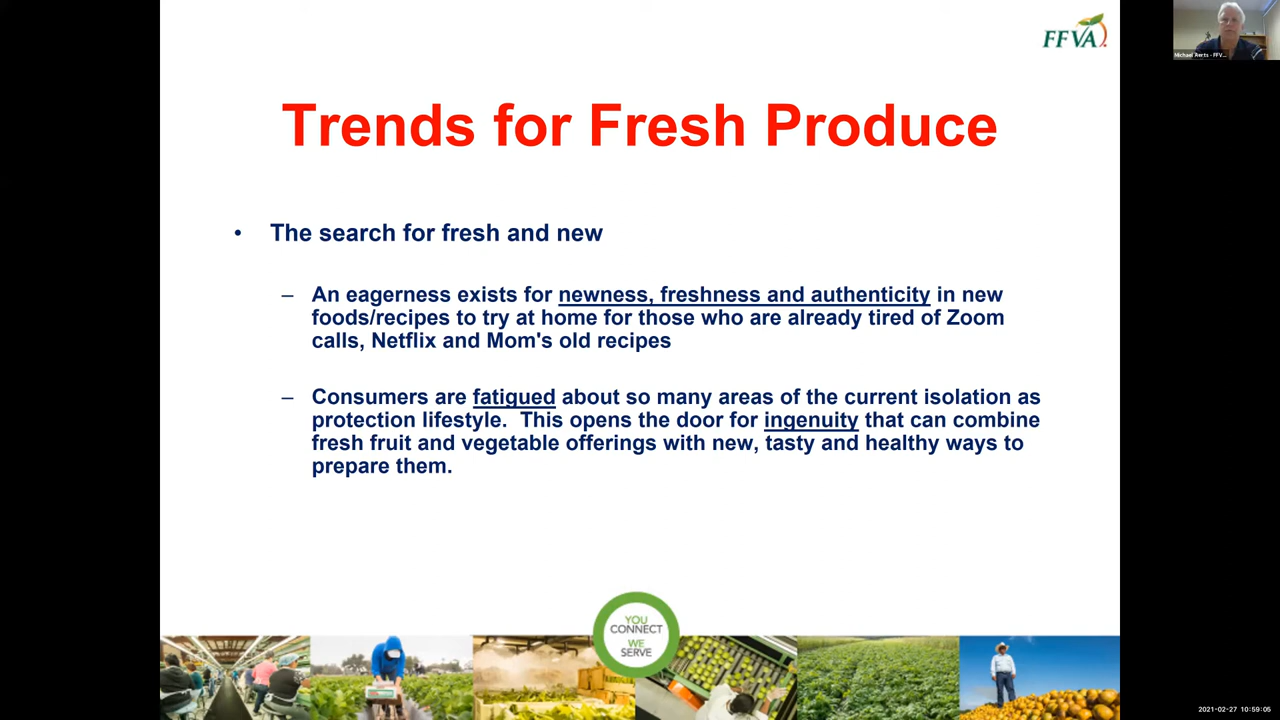 FFVA
Michael Aerts - FFV...
Trends for Fresh Produce
• The search for fresh and new
– An eagerness exists for newness, freshness and authenticity in new
foods/recipes to try at home for those who are already tired of Zoom
calls, Netflix and Mom's old recipes
– Consumers are fatigued about so many areas of the current isolation as
protection lifestyle.  This opens the door for ingenuity that can combine
fresh fruit and vegetable offerings with new, tasty and healthy ways to
prepare them.
YOU
CONNECT
WE
SERVE
2021-02-27 10:59:05